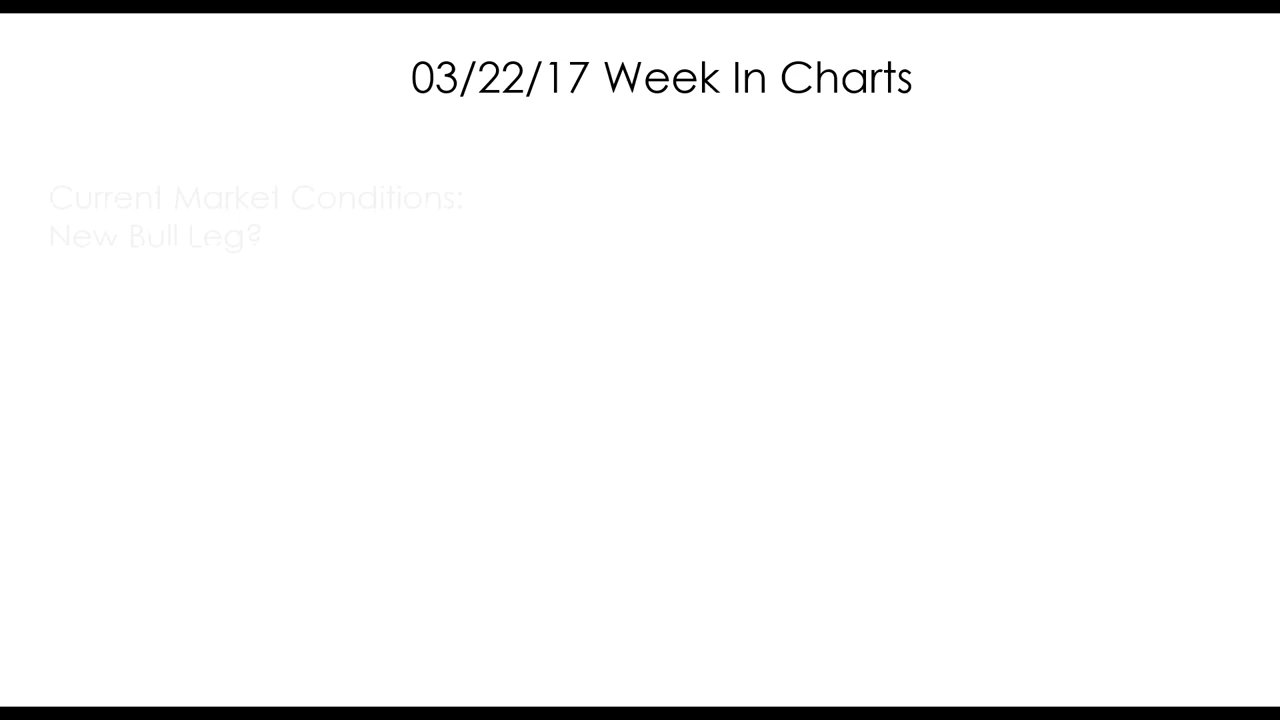 03/22/17 Week In Charts
Current Market Conditions:
New Bull Leg?